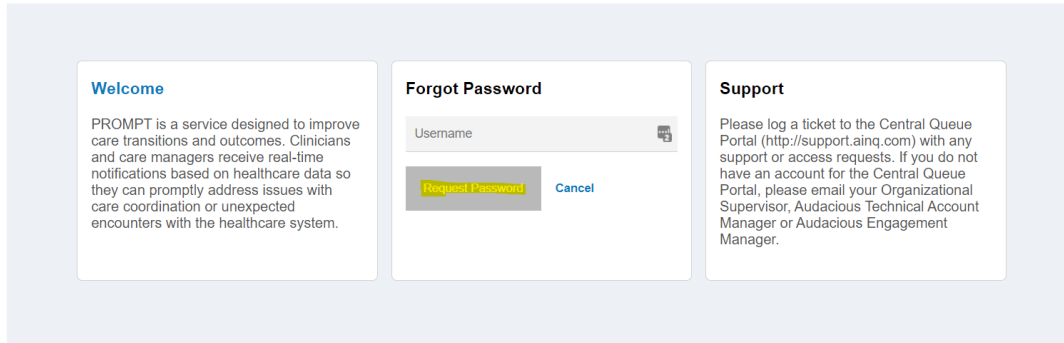 Welcome
PROMPT is a service designed to improve
care transitions and outcomes. Clinicians
and care managers receive real-time
notifications based on healthcare data so
they can promptly address issues with
care coordination or unexpected
encounters with the healthcare system.
Forgot Password
Username
2
Request Password
Cancel
Support
Please log a ticket to the Central Queue
Portal (http://support.ainq.com) with any
support or access requests. If you do not
have an account for the Central Queue
Portal, please email your Organizational
Supervisor, Audacious Technical Account
Manager or Audacious Engagement
Manager.